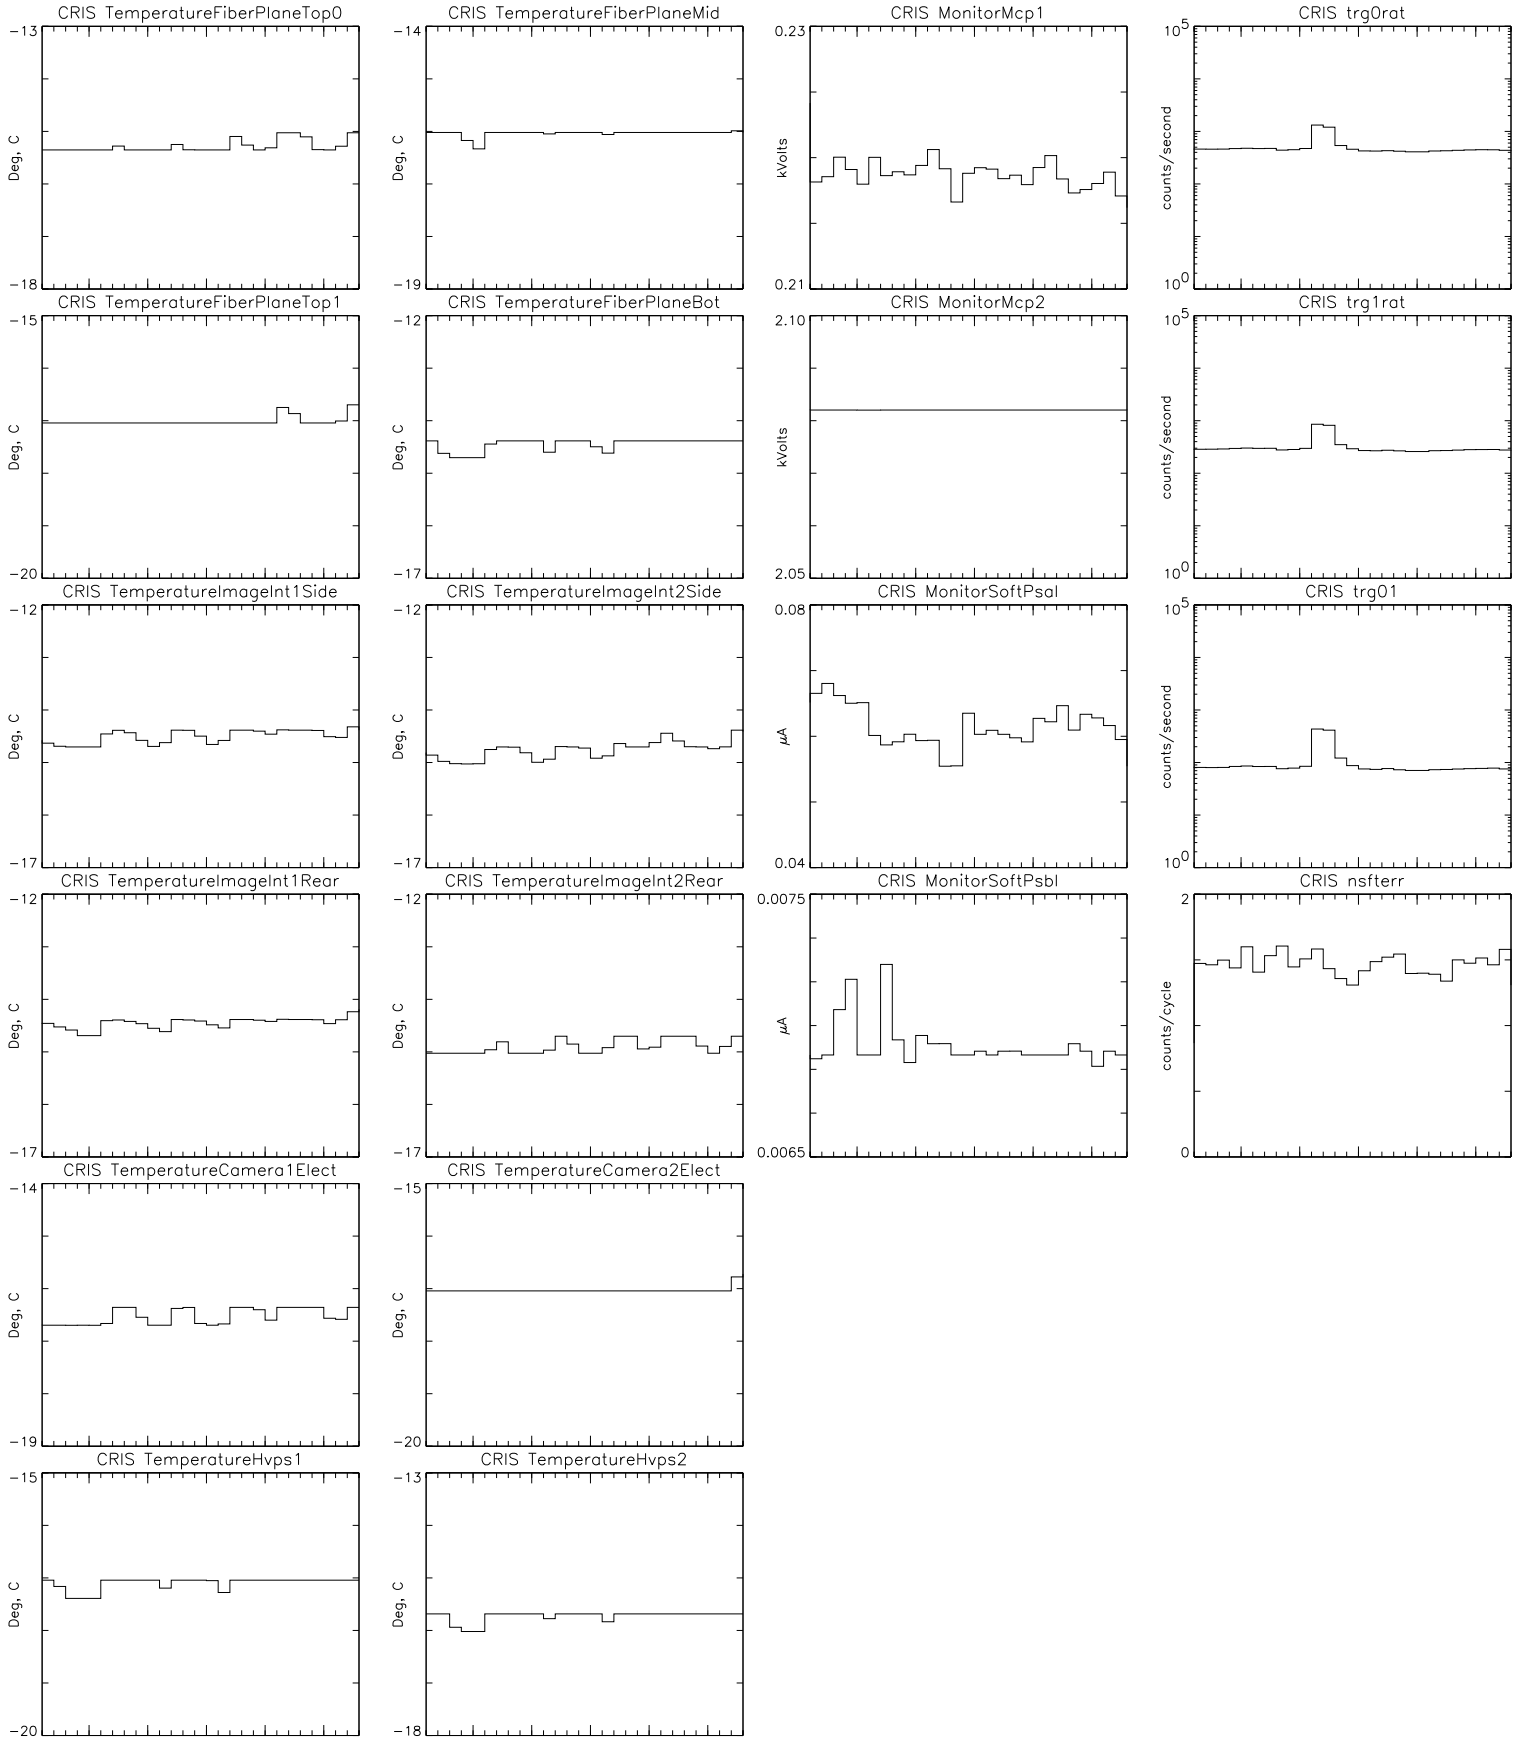 CRIS TemperatureFiberPlaneTop0
-13
Deg, C
-18
CRIS TemperatureFiberPlaneMid
-14
Deg, C
-19
CRIS MonitorMcp1
0.23
kVolts
0.21
CRIS trg0rat
10^5
counts/second
10^0
CRIS TemperatureFiberPlaneTop1
-15
Deg, C
-20
CRIS TemperatureFiberPlaneBot
-12
Deg, C
-17
CRIS MonitorMcp2
2.10
kVolts
2.05
CRIS trg1rat
10^5
counts/second
10^0
CRIS TemperatureImageInt1Side
-12
Deg, C
-17
CRIS TemperatureImageInt2Side
-12
Deg, C
-17
CRIS MonitorSoftPsaI
0.08
μA
0.04
CRIS trg01
10^5
counts/second
10^0
CRIS TemperatureImageInt1Rear
-12
Deg, C
-17
CRIS TemperatureImageInt2Rear
-12
Deg, C
-17
CRIS MonitorSoftPsbI
0.0075
μA
0.0065
CRIS nsfterr
2
counts/cycle
0
CRIS TemperatureCamera1Elect
-14
Deg, C
-19
CRIS TemperatureCamera2Elect
-15
Deg, C
-20
CRIS TemperatureHvps1
-15
Deg, C
-20
CRIS TemperatureHvps2
-13
Deg, C
-18